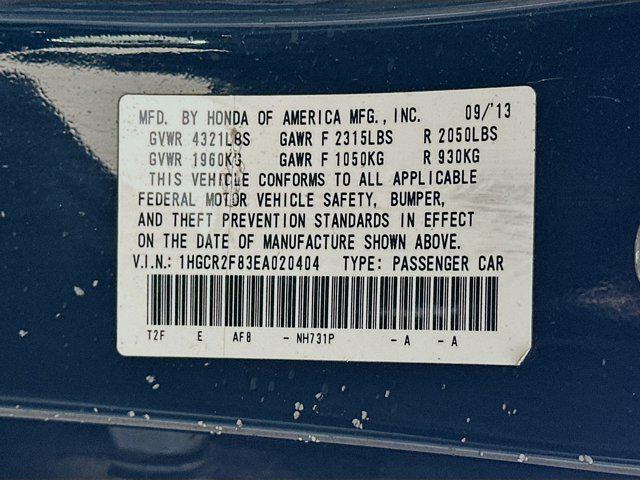 MFD. BY HONDA OF AMERICA MFG., INC. 09/'13
GVWR 4321LBS GAWR F 2315LBS R 2050LBS
GVWR 1960KG GAWR F 1050KG R 930KG
THIS VEHICLE CONFORMS TO ALL APPLICABLE
FEDERAL MOTOR VEHICLE SAFETY, BUMPER,
AND THEFT PREVENTION STANDARDS IN EFFECT
ON THE DATE OF MANUFACTURE SHOWN ABOVE.
V.I.N.: 1HGCR2F83EA020404 TYPE: PASSENGER CAR
T2F E AF8 - NH731P - A - A